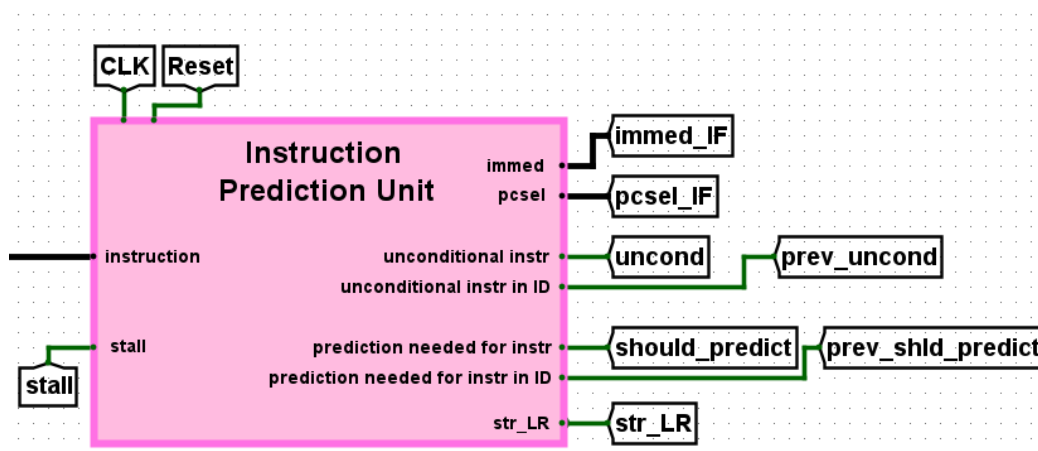 CLK
Reset
Instruction
Prediction Unit
immed
immed_IF
pcsel
pcsel_IF
instruction
unconditional instr
uncond
prev_uncond
unconditional instr in ID
stall
stall
prediction needed for instr
should_predict
prev_shld_predict
prediction needed for instr in ID
str_LR
str_LR